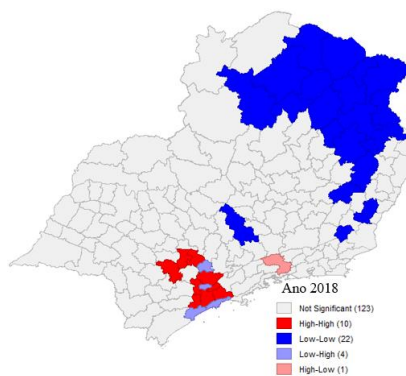 Ano 2018
Not Significant (123)
High-High (10)
Low-Low (22)
Low-High (4)
High-Low (1)